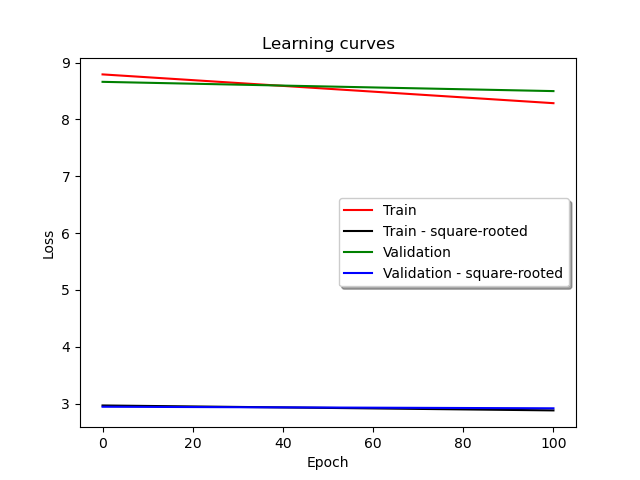 Learning curves
9
8
7
6
5
4
3
Loss
Train
Train - square-rooted
Validation
Validation - square-rooted
0 20 40 60 80 100
Epoch